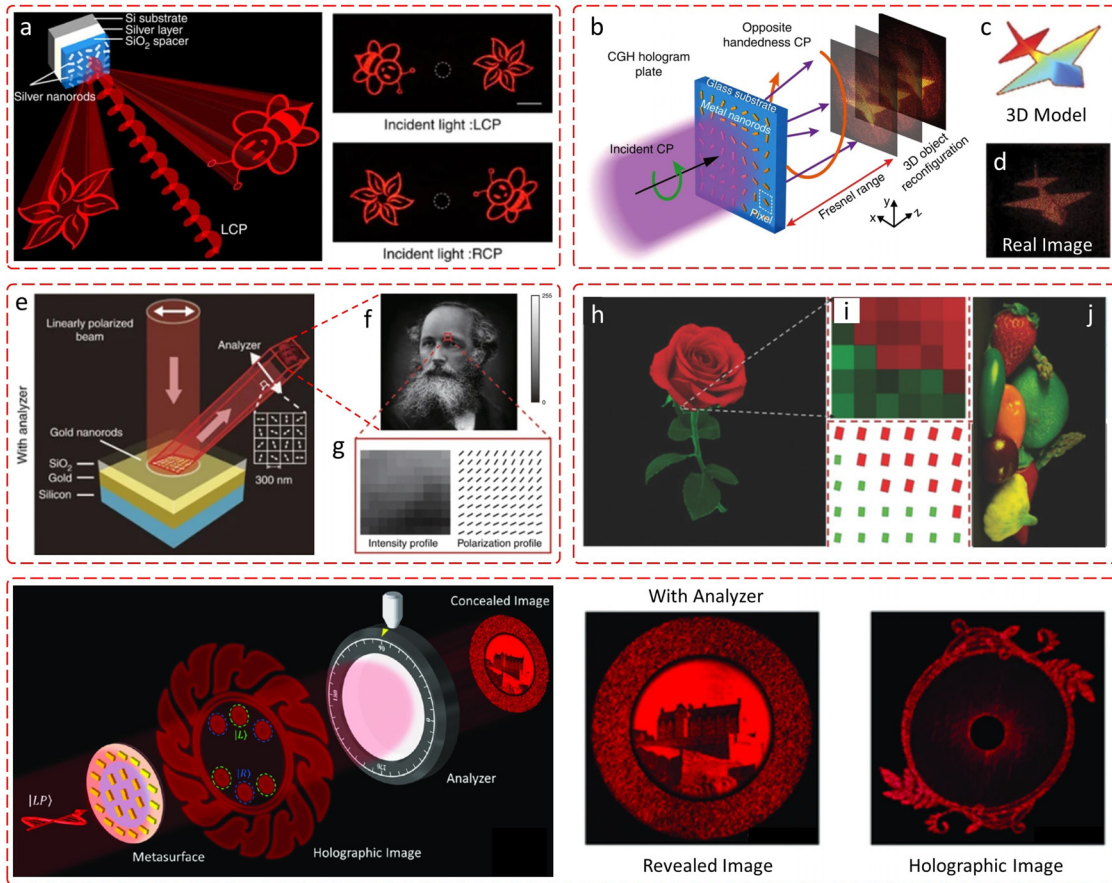 a
Si substrate
Silver layer
SiO2 spacer
Silver nanorods
LCP
Incident light :LCP
Incident light :RCP
b
CGH hologram
plate
Opposite
handedness CP
Glass substrate
Metal nanorods
Incident CP
Pixel
Fresnel range
3D object
reconfiguration
y
x
z
c
3D Model
d
Real Image
e
With analyzer
Linearly polarized
beam
Analyzer
Gold nanorods
SiO2
Gold
Silicon
300 nm
f
255
0
g
Intensity profile
Polarization profile
h
i
j
|LP⟩
Metasurface
|L⟩
|R⟩
Holographic Image
Analyzer
Concealed Image
With Analyzer
Revealed Image
Holographic Image